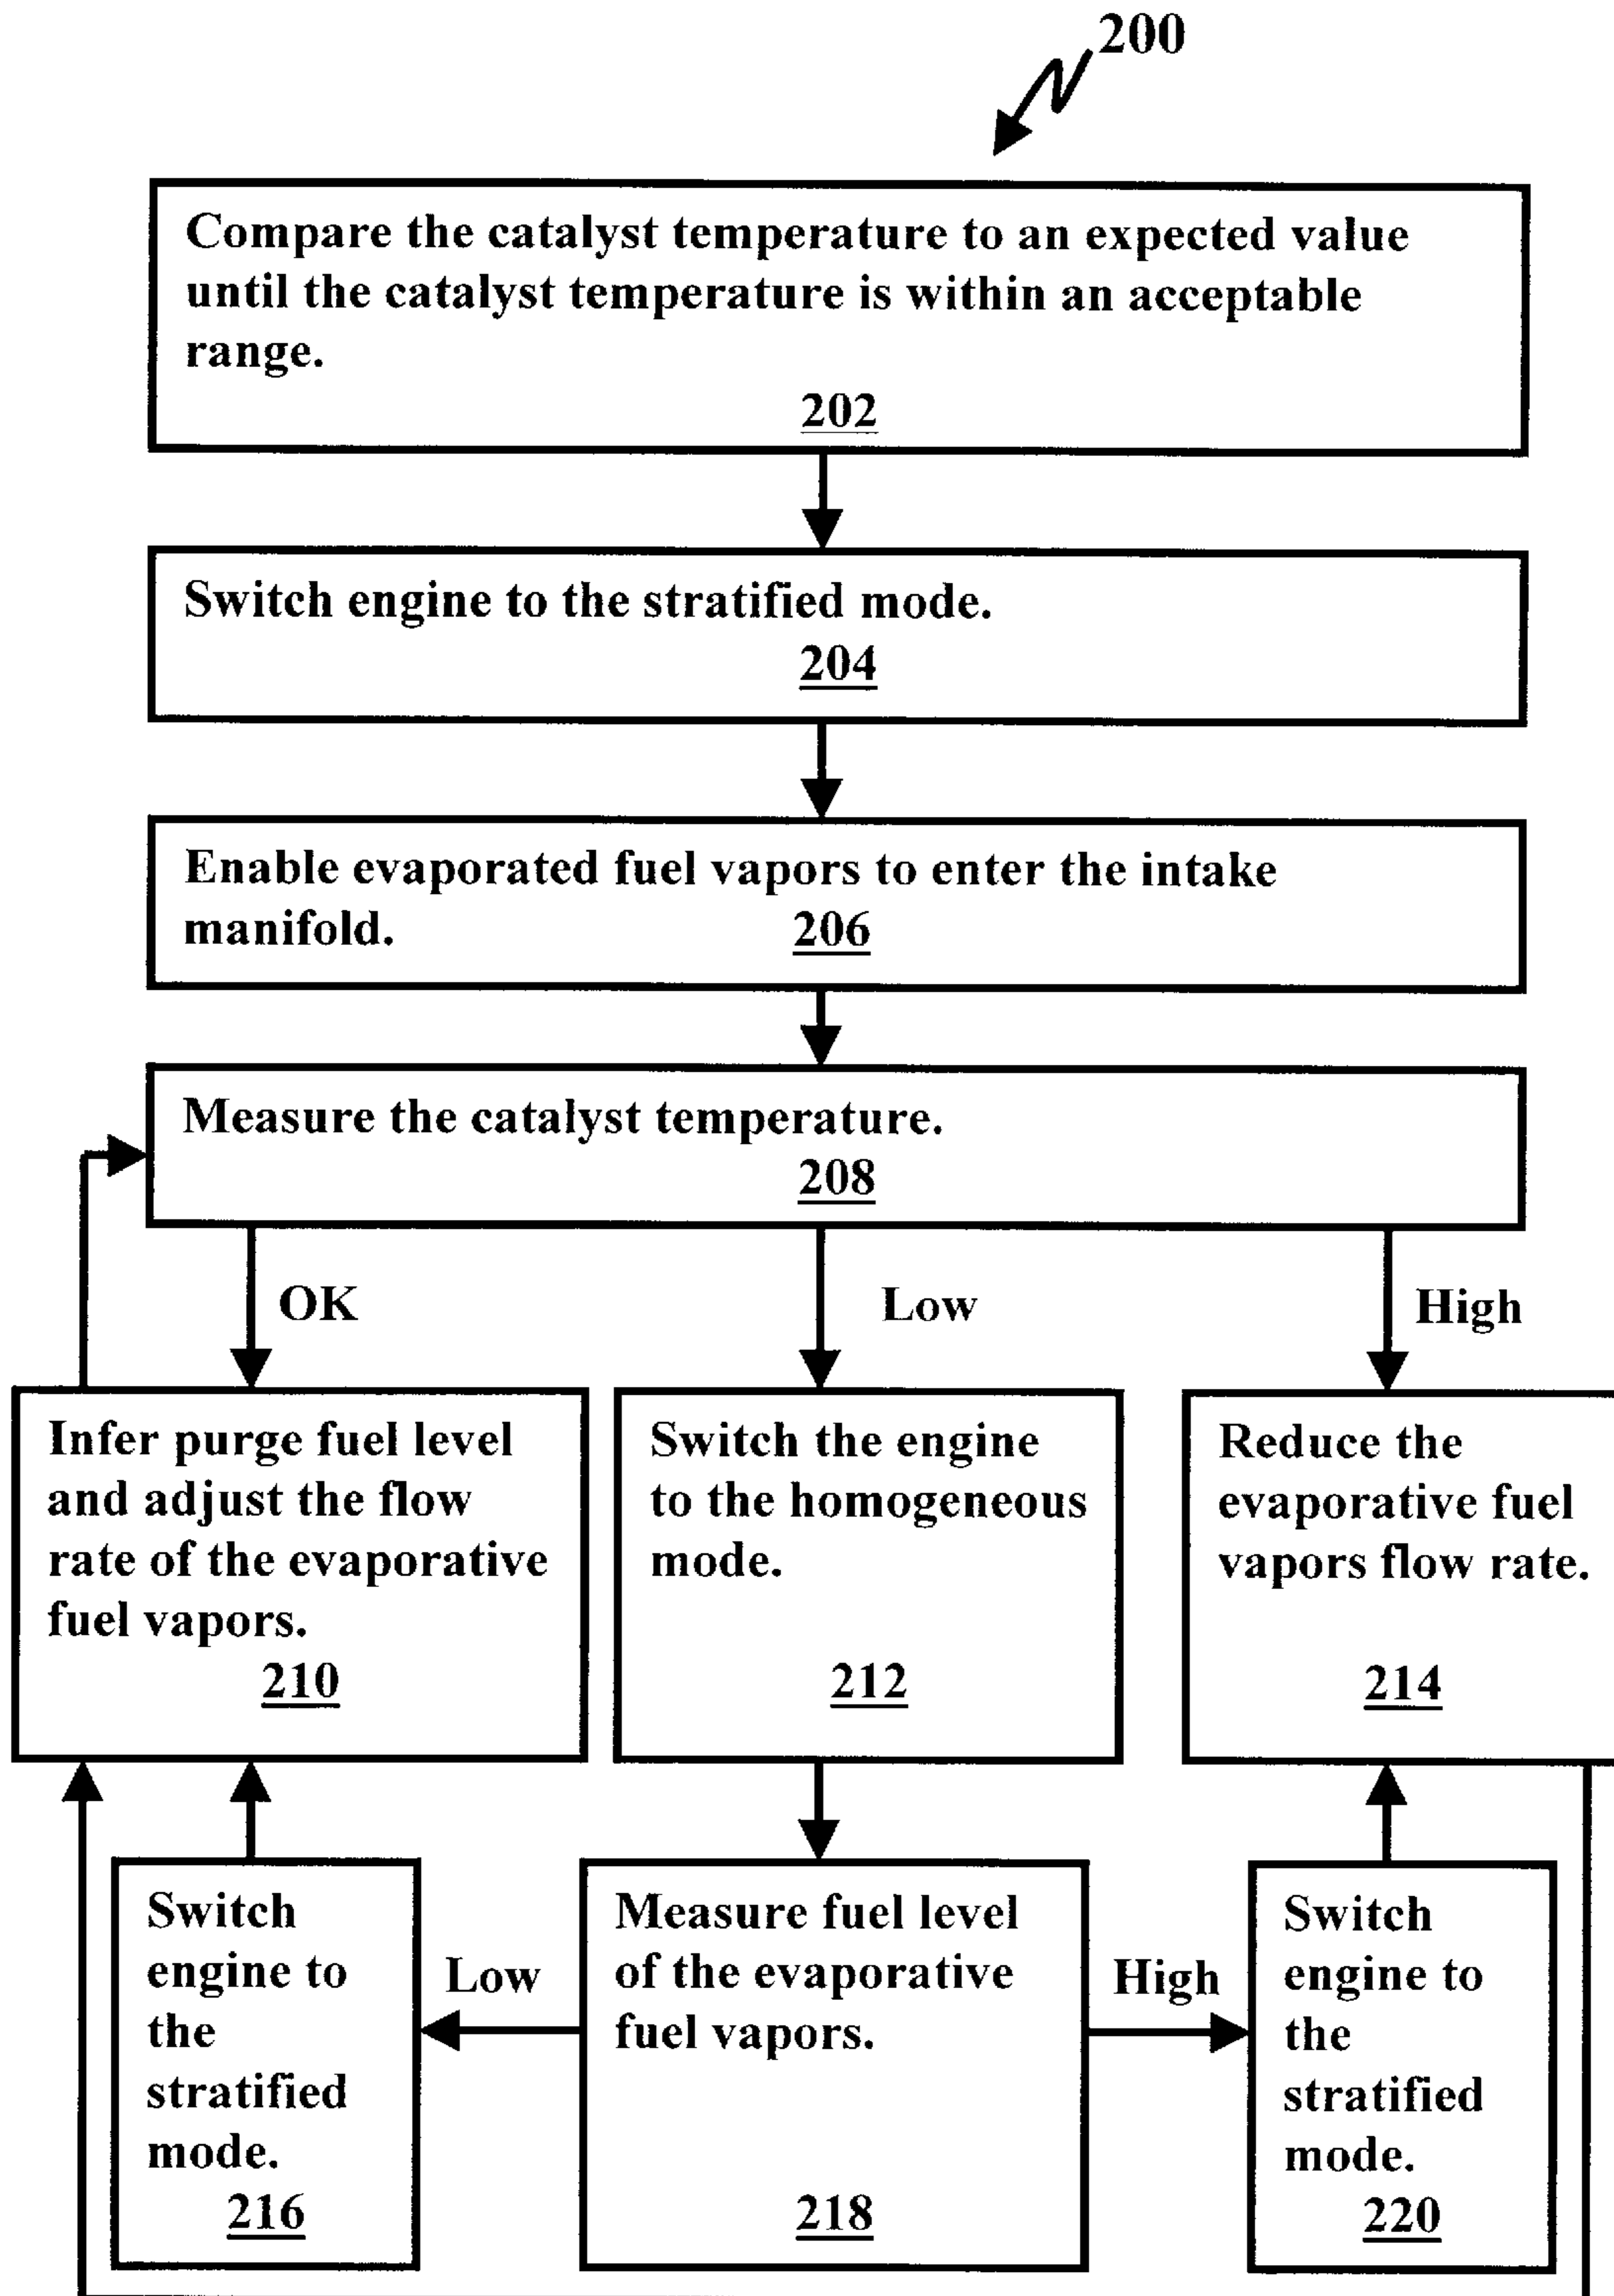 200
Compare the catalyst temperature to an expected value
until the catalyst temperature is within an acceptable
range.
202
Switch engine to the stratified mode.
204
Enable evaporated fuel vapors to enter the intake
manifold. 206
Measure the catalyst temperature.
208
OK
Low
High
Infer purge fuel level
and adjust the flow
rate of the evaporative
fuel vapors.
210
Switch the engine
to the homogeneous
mode.
212
Reduce the
evaporative fuel
vapors flow rate.
214
Switch
engine to
the
stratified
mode.
216
Low
Measure fuel level
of the evaporative
fuel vapors.
218
High
Switch
engine to
the
stratified
mode.
220